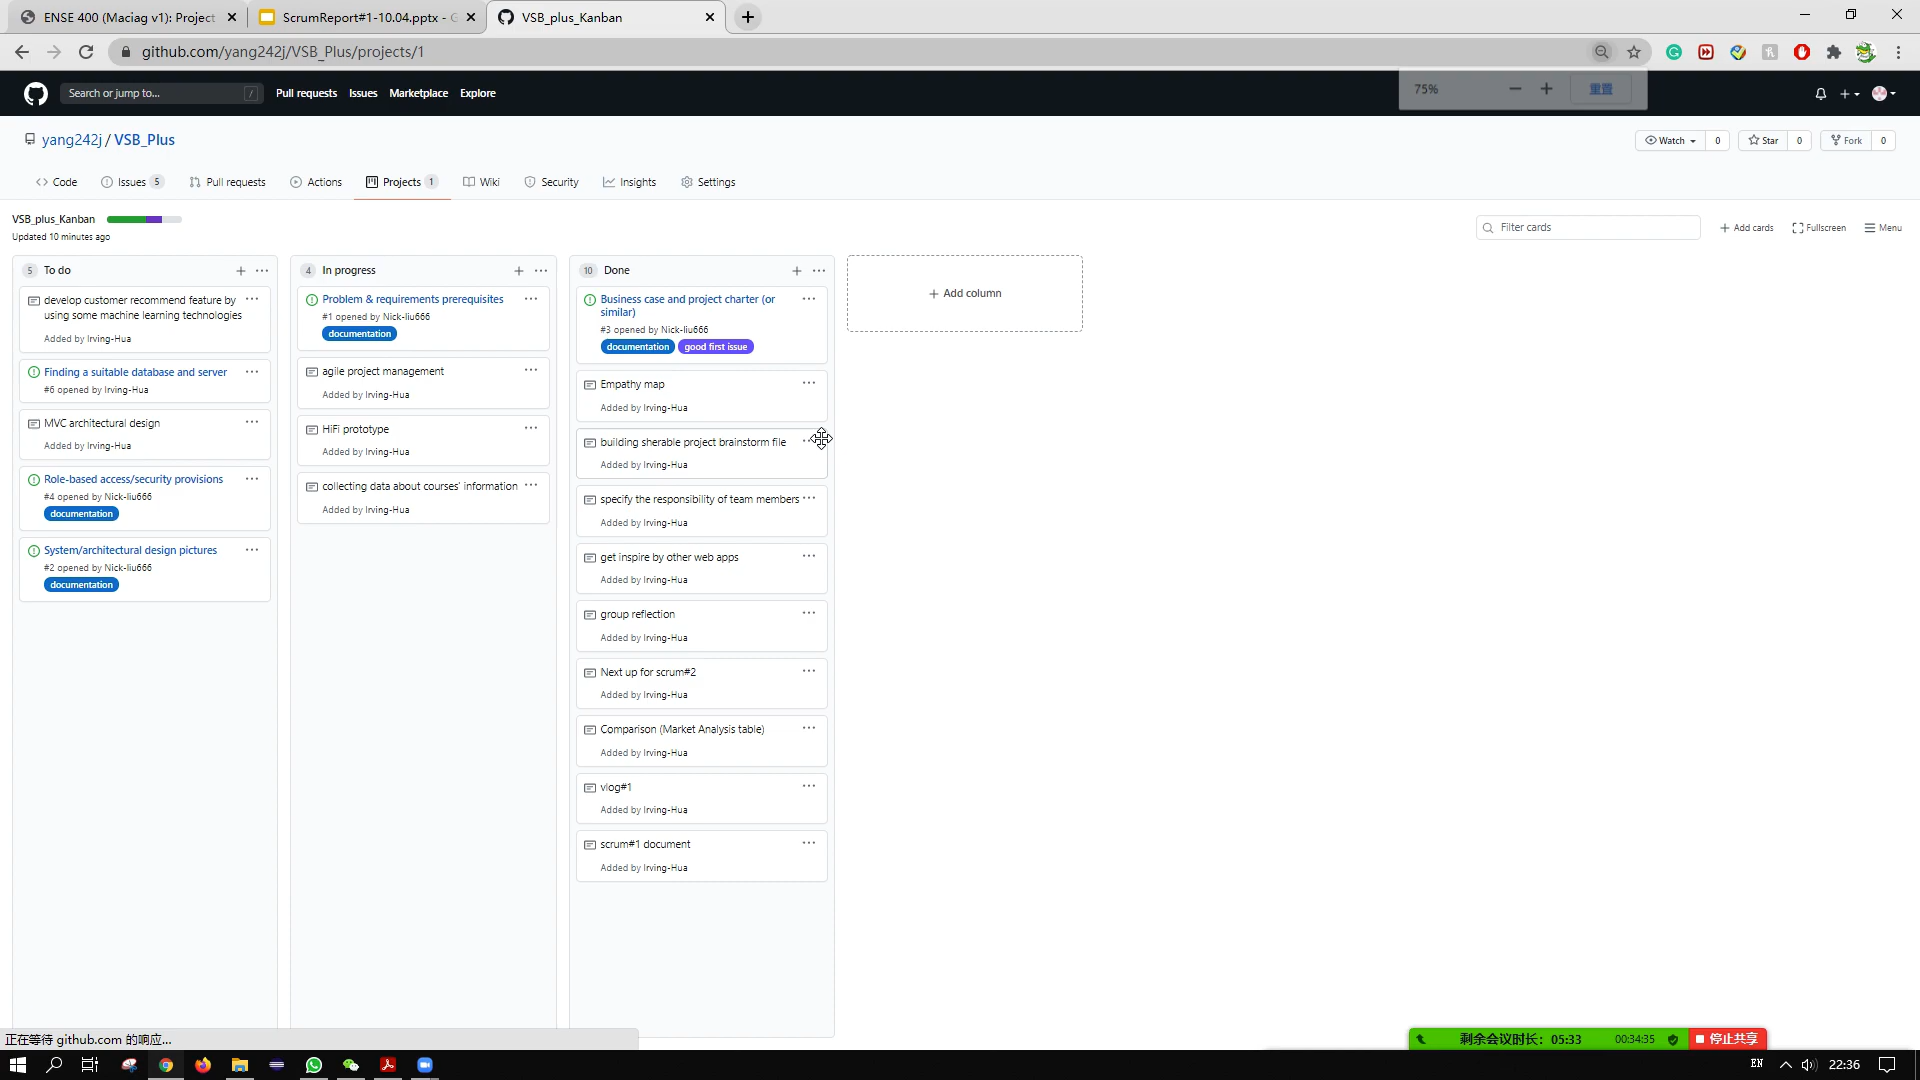 ENSE 400 (Maciag v1): Project
ScrumReport#1-10.04.pptx - G
VSB_plus_Kanban
github.com/yang242j/VSB_Plus/projects/1
75%
重置
Search or jump to...
/
Pull requests
Issues
Marketplace
Explore
yang242j / VSB_Plus
Watch
0
Star
0
Fork
0
Code
Issues 5
Pull requests
Actions
Projects 1
Wiki
Security
Insights
Settings
VSB_plus_Kanban
Updated 10 minutes ago
Filter cards
Add cards
Fullscreen
Menu
5 To do
develop customer recommend feature by
using some machine learning technologies
Added by Irving-Hua
Finding a suitable database and server
#6 opened by Irving-Hua
MVC architectural design
Added by Irving-Hua
Role-based access/security provisions
#4 opened by Nick-liu666
documentation
System/architectural design pictures
#2 opened by Nick-liu666
documentation
4 In progress
Problem & requirements prerequisites
#1 opened by Nick-liu666
documentation
agile project management
Added by Irving-Hua
HiFi prototype
Added by Irving-Hua
collecting data about courses' information
Added by Irving-Hua
10 Done
Business case and project charter (or
similar)
#3 opened by Nick-liu666
documentation good first issue
Empathy map
Added by Irving-Hua
building sherable project brainstorm file
Added by Irving-Hua
specify the responsibility of team members
Added by Irving-Hua
get inspire by other web apps
Added by Irving-Hua
group reflection
Added by Irving-Hua
Next up for scrum#2
Added by Irving-Hua
Comparison (Market Analysis table)
Added by Irving-Hua
vlog#1
Added by Irving-Hua
scrum#1 document
Added by Irving-Hua
+ Add column
正在等待 github.com 的响应...
剩余会议时长: 05:33
00:34:35
停止共享
EN
22:36